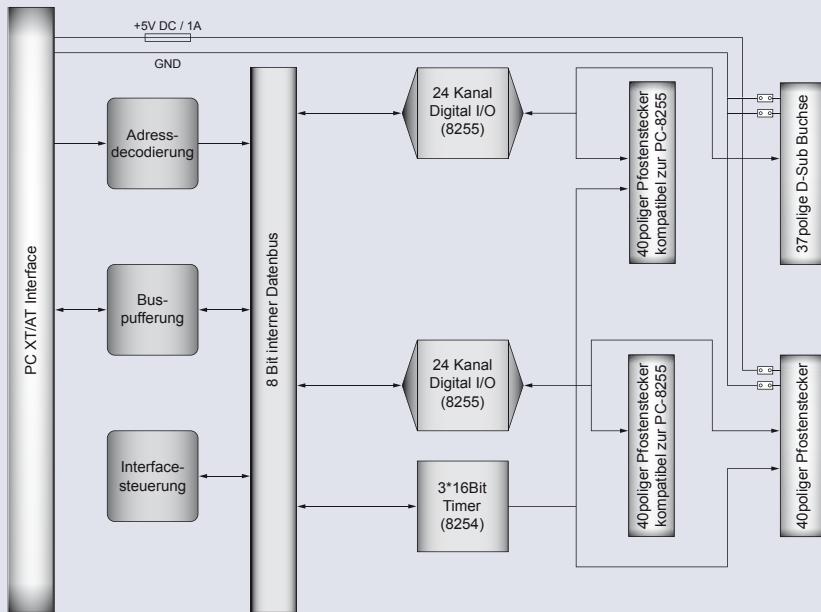 +5V DC / 1A
GND
PC XT/AT Interface
Adress-
decodierung
Bus-
pufferung
Interface-
steuerung
8 Bit interner Datenbus
24 Kanal
Digital I/O
(8255)
24 Kanal
Digital I/O
(8255)
3*16Bit
Timer
(8254)
40poliger Pfostenstecker
kompatibel zur PC-8255
40poliger Pfostenstecker
kompatibel zur PC-8255
37polige D-Sub Buchse
40poliger Pfostenstecker